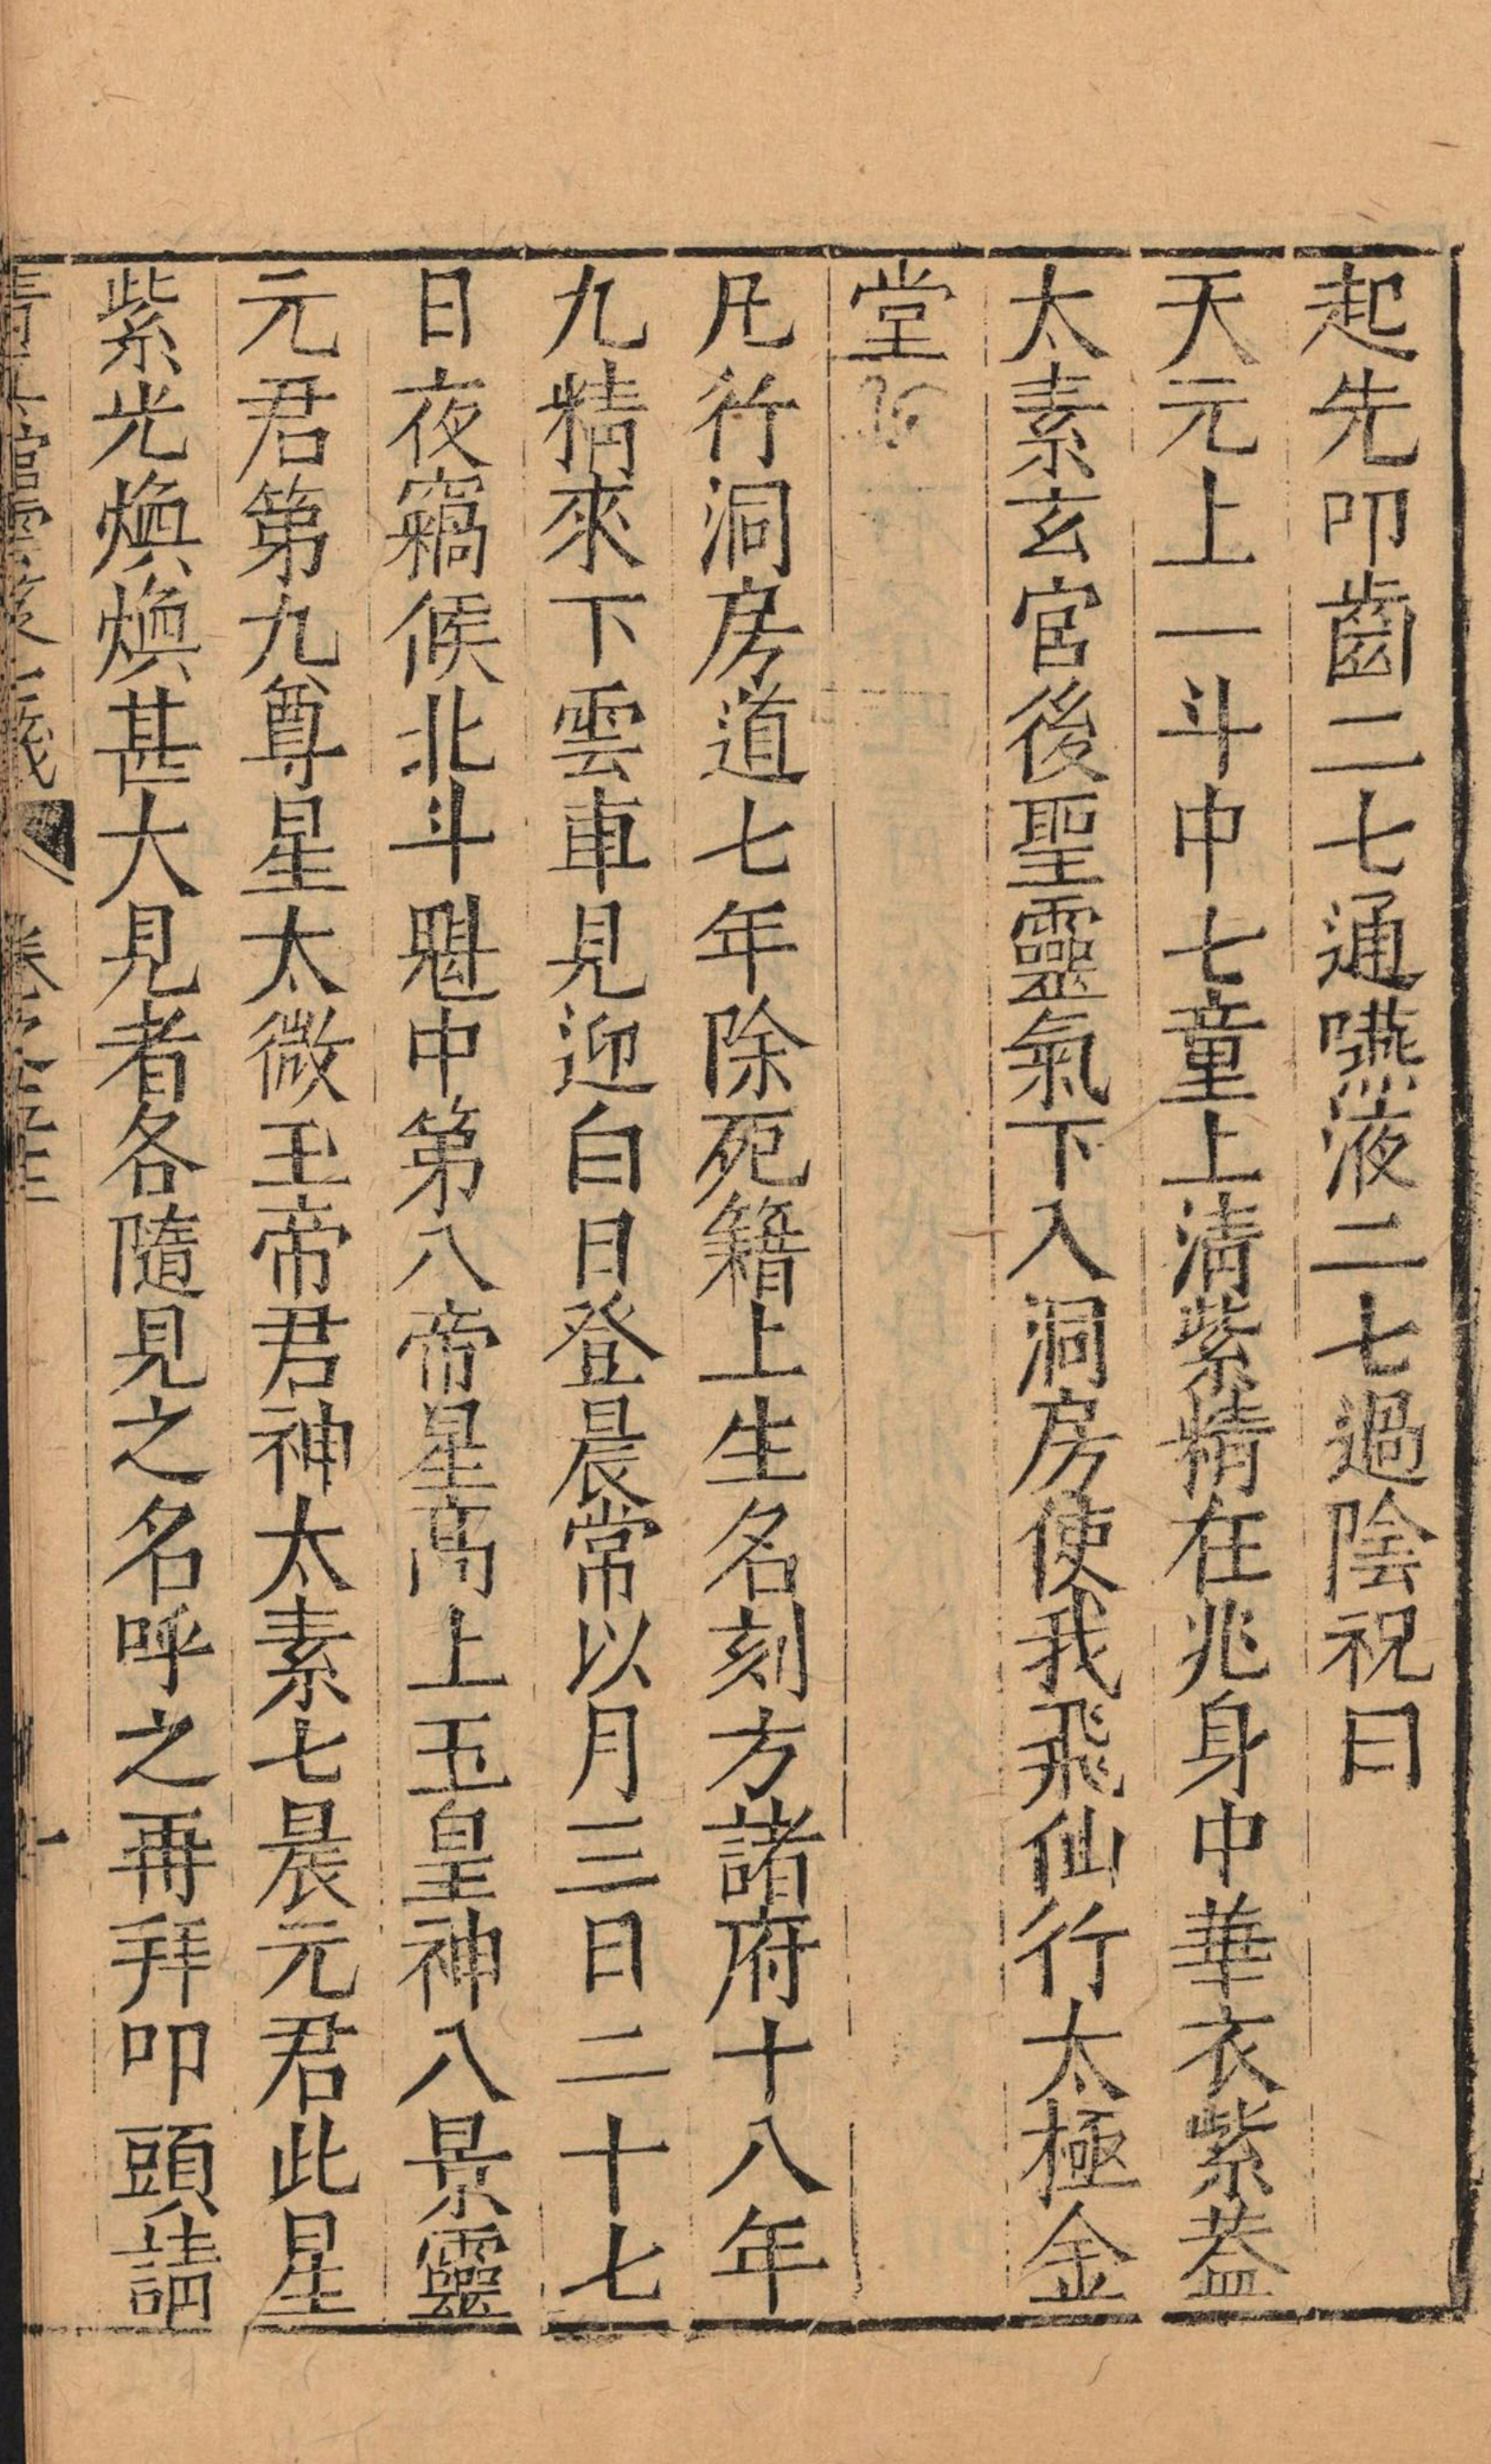 起先叩齒二七通嚥液二七過陰祝曰
天元上一斗中七童上清紫精在兆身中華衣紫葢
太素玄宫後聖靈氣下入洞房使我飛仙行太極金
堂
凡行洞房道七年除死籍上生名刻方諸府十八年
九精來下雲車見迎白日登晨常以月三日二十七
日夜竊候北斗魁中第八帝星高上玉皇神八景靈
元君第九尊星太微玉帝君神太素七晨元君此星
紫光煥煥甚大見者各隨見之名呼之再拜叩頭請